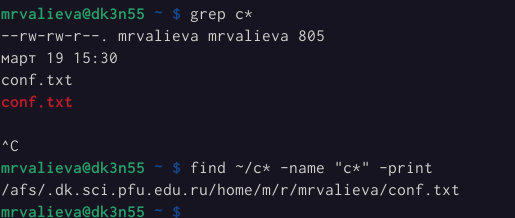 mrvalieva@dk3n55 ~ $ grep c*
--rw-rw-r--. mrvalieva mrvalieva 805
март 19 15:30
conf.txt
conf.txt
^C
mrvalieva@dk3n55 ~ $ find ~/c* -name "c*" -print
/afs/.dk.sci.pfu.edu.ru/home/m/r/mrvalieva/conf.txt
mrvalieva@dk3n55 ~ $